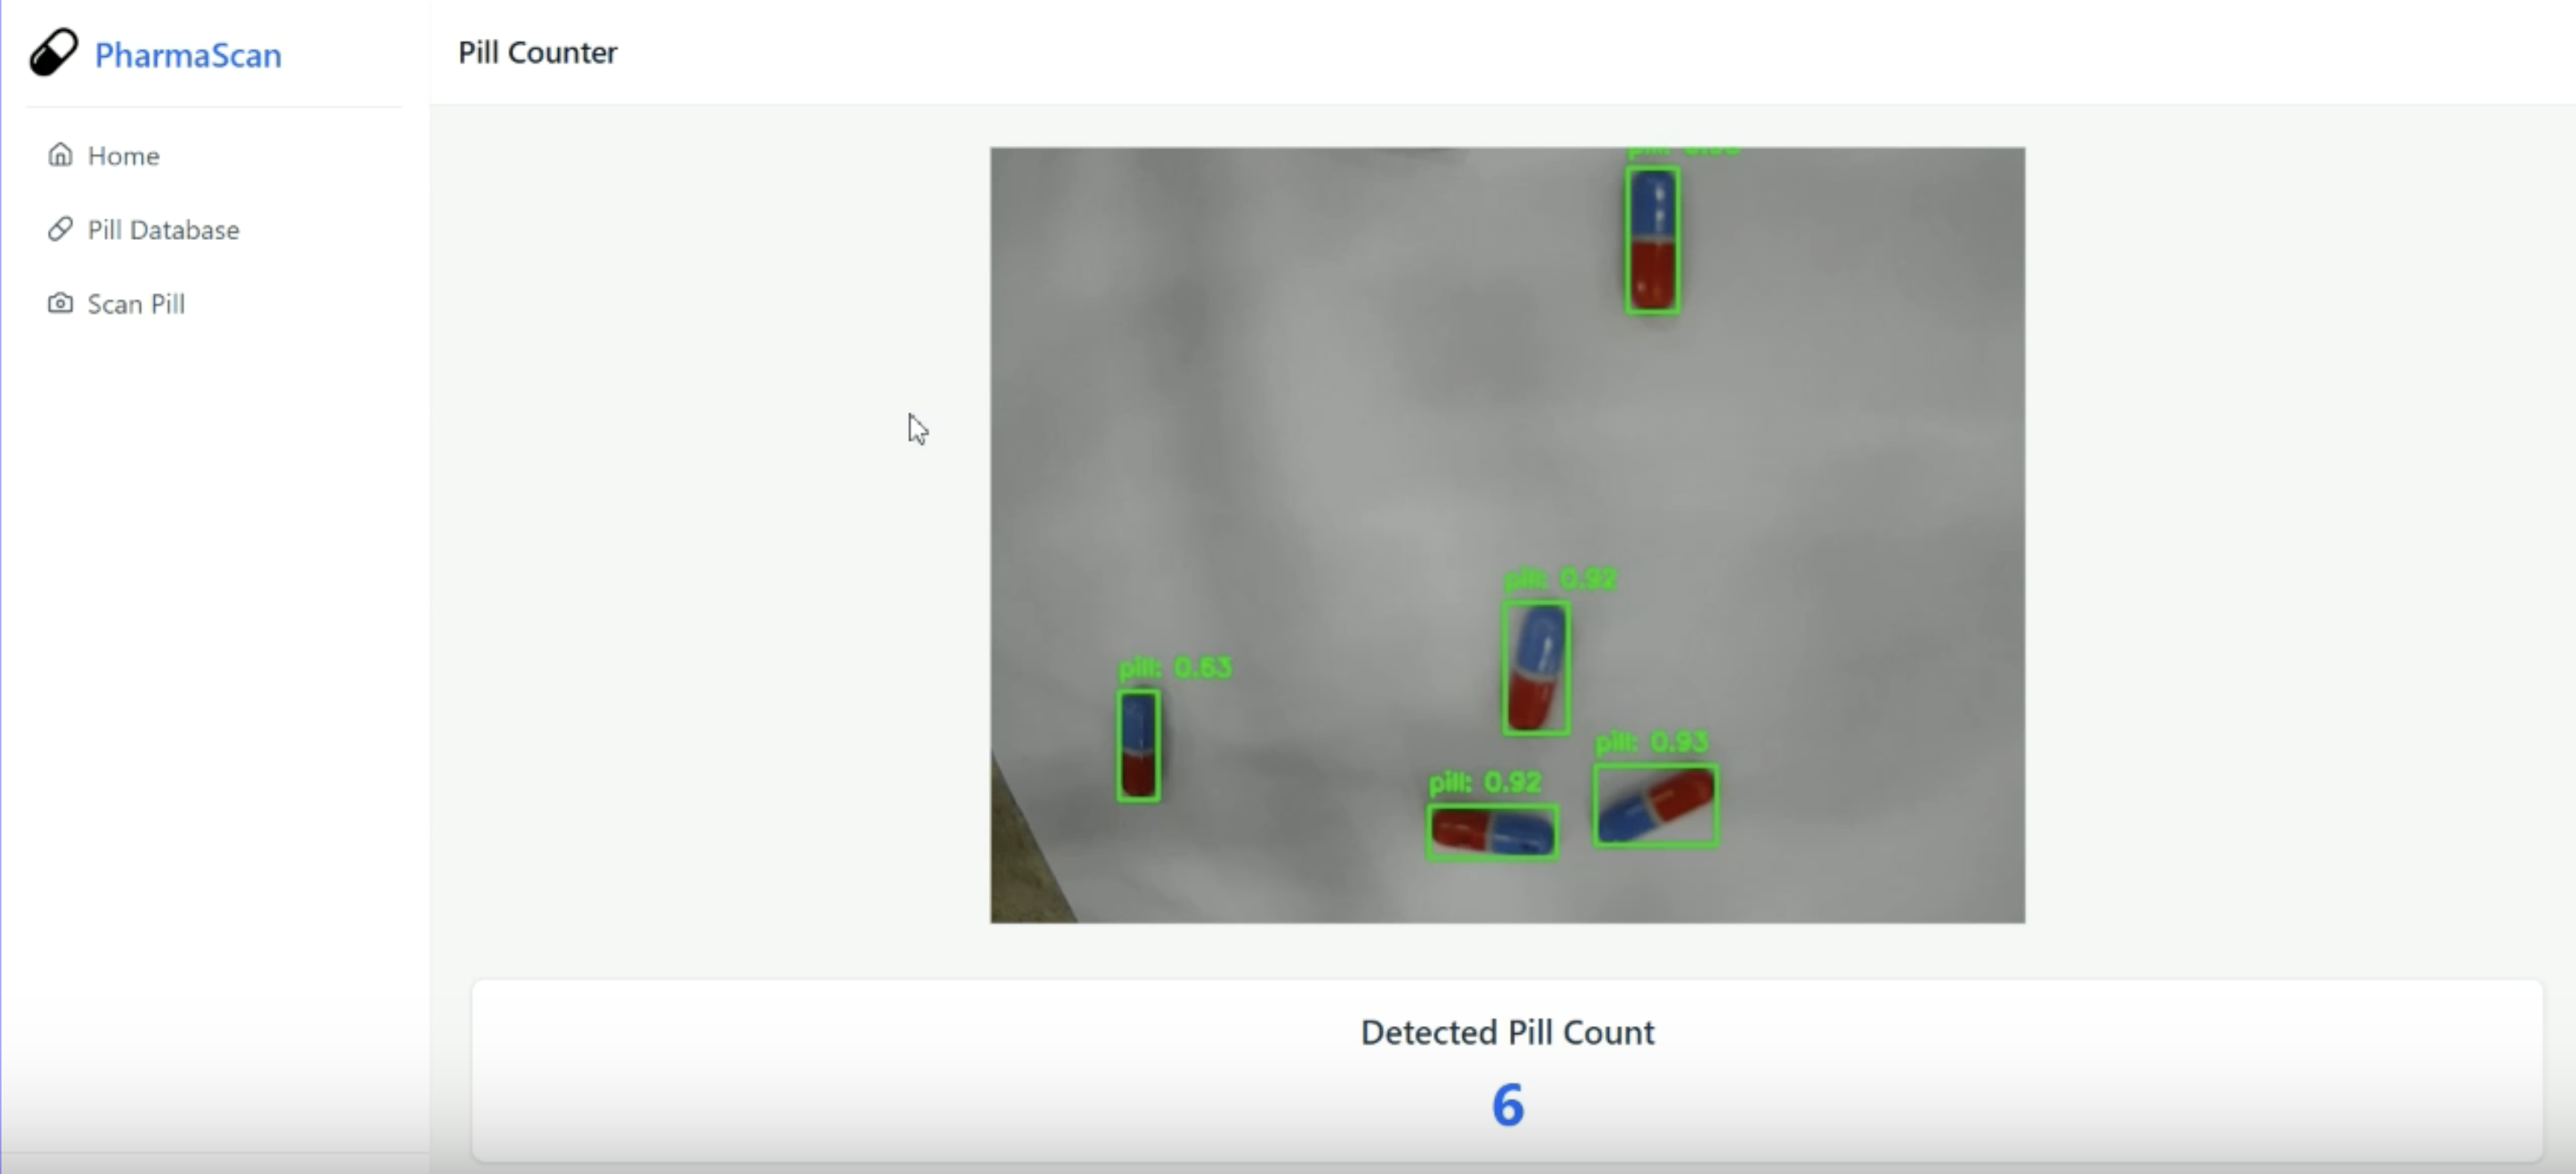 PharmaScan
Home
Pill Database
Scan Pill
Pill Counter
pill:
pill: 0.92
pill: 0.63
pill: 0.93
pill: 0.92
Detected Pill Count
6